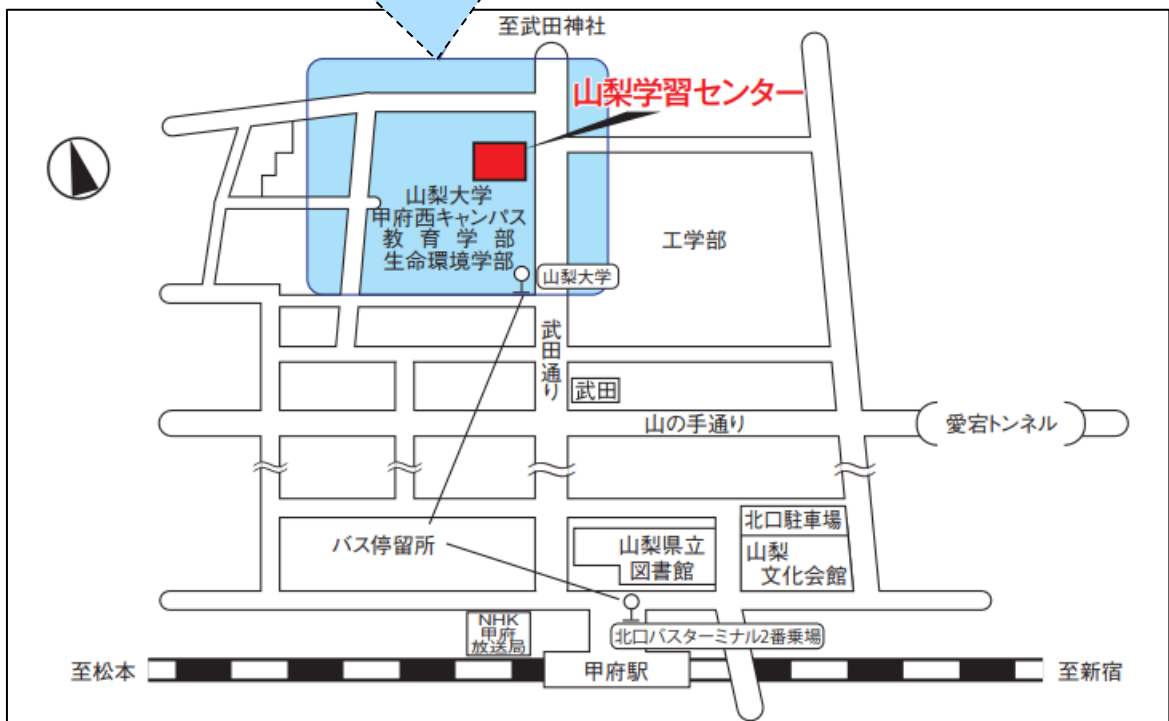 至武田神社
山梨学習センター
山梨大学
甲府西キャンパス
教育学部
生命環境学部
工学部
山梨大学
武田通り
武田
山の手通り
愛宕トンネル
バス停留所
山梨県立
図書館
北口駐車場
山梨
文化会館
NHK
甲府
放送局
北口バスターミナル2番乗場
至松本
甲府駅
至新宿